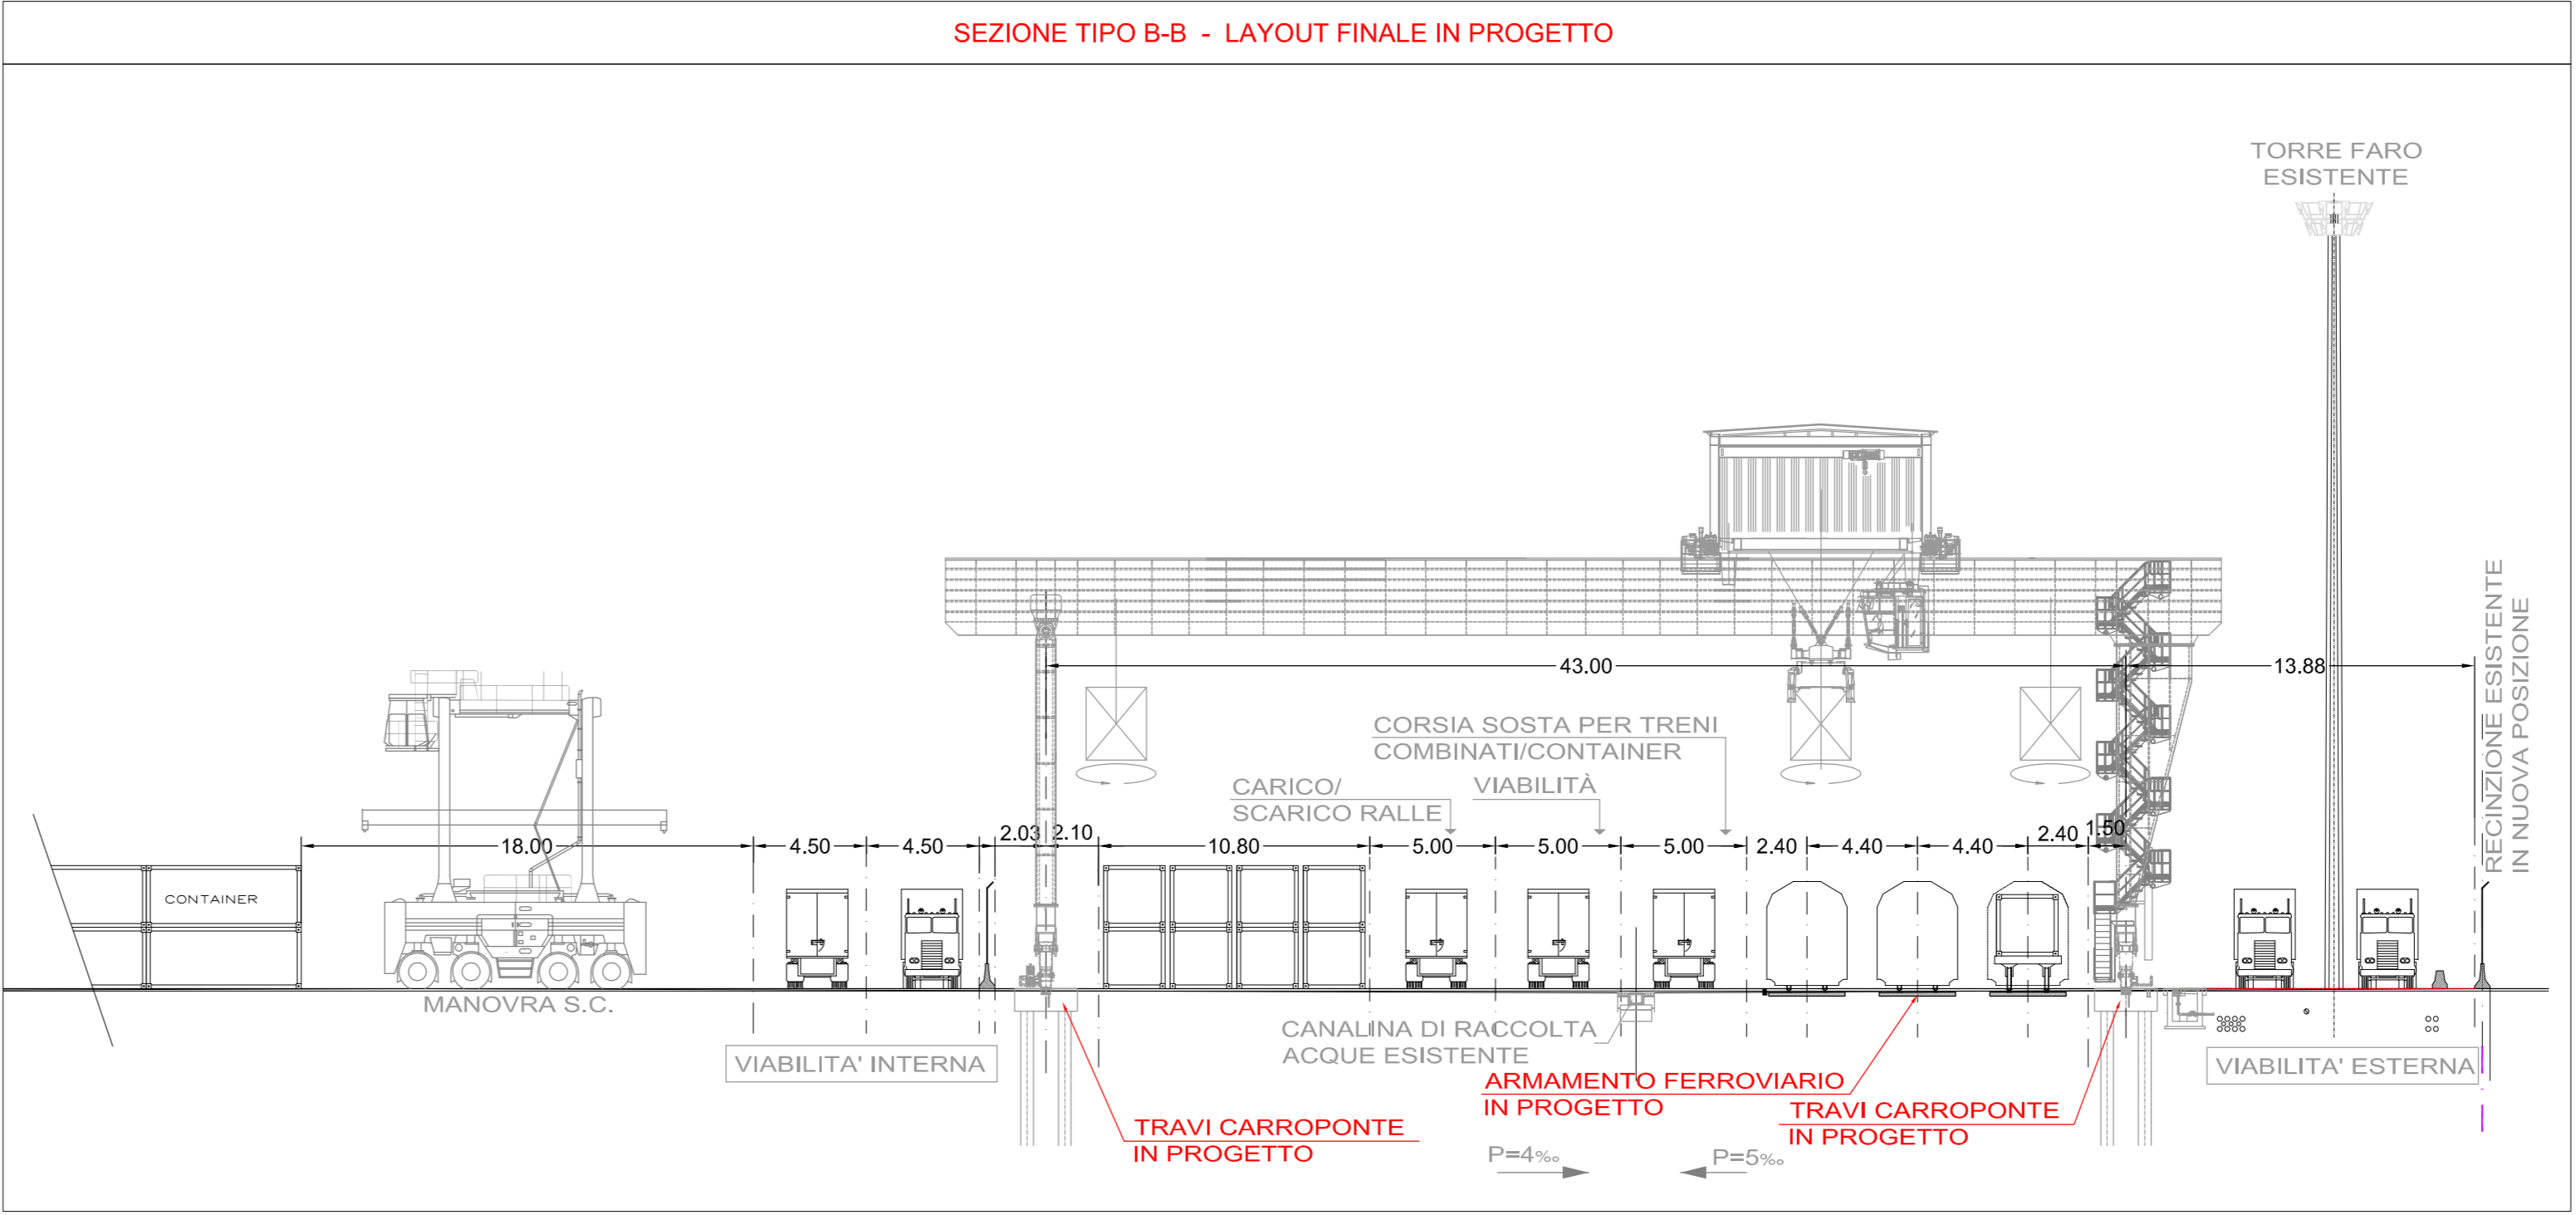 SEZIONE TIPO B-B - LAYOUT FINALE IN PROGETTO
TORRE FARO
ESISTENTE
RECINZIONE ESISTENTE
IN NUOVA POSIZIONE
43.00
13.88
CORSIA SOSTA PER TRENI
COMBINATI/CONTAINER
CARICO/
SCARICO RALLE
VIABILITÀ
18.00
4.50
4.50
2.03
2.10
10.80
5.00
5.00
5.00
2.40
4.40
4.40
2.40
1.50
CONTAINER
MANOVRA S.C.
VIABILITA' INTERNA
CANALINA DI RACCOLTA
ACQUE ESISTENTE
VIABILITA' ESTERNA
ARMAMENTO FERROVIARIO
IN PROGETTO
TRAVI CARROPONTE
IN PROGETTO
TRAVI CARROPONTE
IN PROGETTO
P=4‰
P=5‰